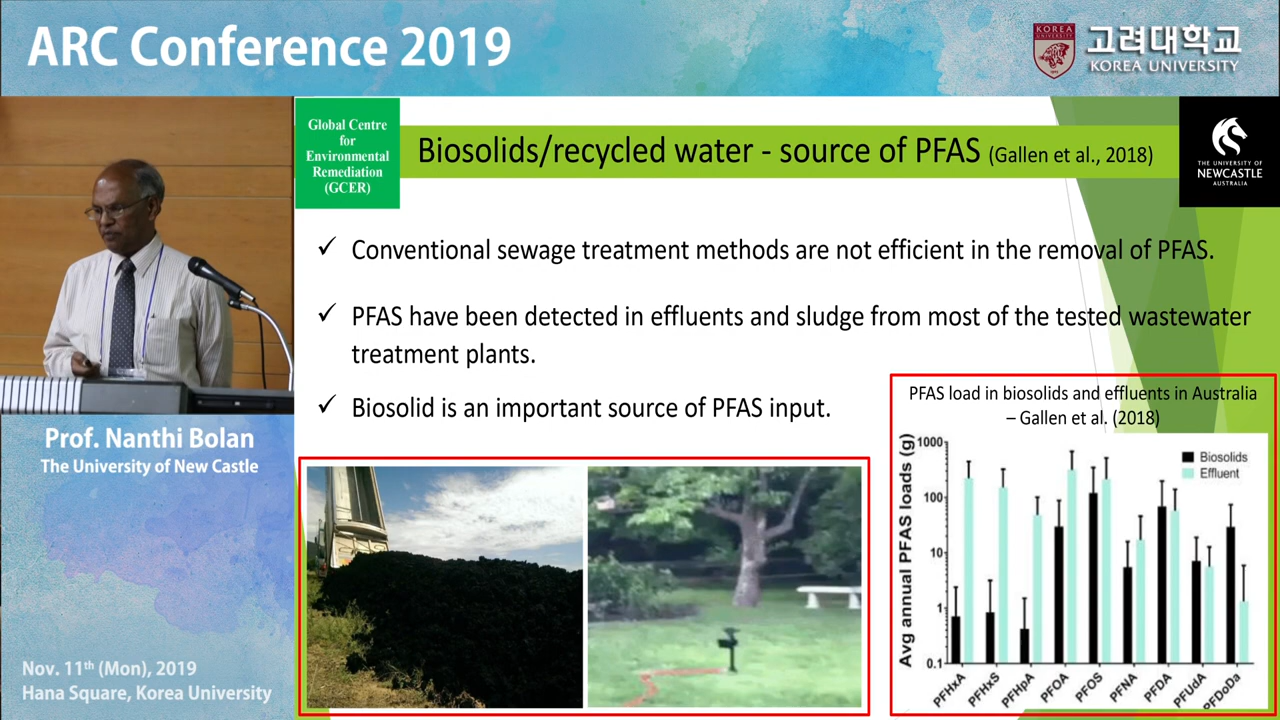 ARC Conference 2019
KOREA
UNIVERSITY
고려대학교
KOREA UNIVERSITY
Global Centre
for
Environmental
Remediation
(GCER)
Biosolids/recycled water - source of PFAS (Gallen et al., 2018)
THE UNIVERSITY OF
NEWCASTLE
AUSTRALIA
✓ Conventional sewage treatment methods are not efficient in the removal of PFAS.
✓ PFAS have been detected in effluents and sludge from most of the tested wastewater
treatment plants.
✓ Biosolid is an important source of PFAS input.
PFAS load in biosolids and effluents in Australia
– Gallen et al. (2018)
Avg annual PFAS loads (g)
1000
100
10
1
0.1
Biosolids
Effluent
PFHxA
PFHxS
PFHpA
PFOA
PFOS
PFNA
PFDA
PFUdA
PFDoDa
Prof. Nanthi Bolan
The University of New Castle
Nov. 11th (Mon), 2019
Hana Square, Korea University